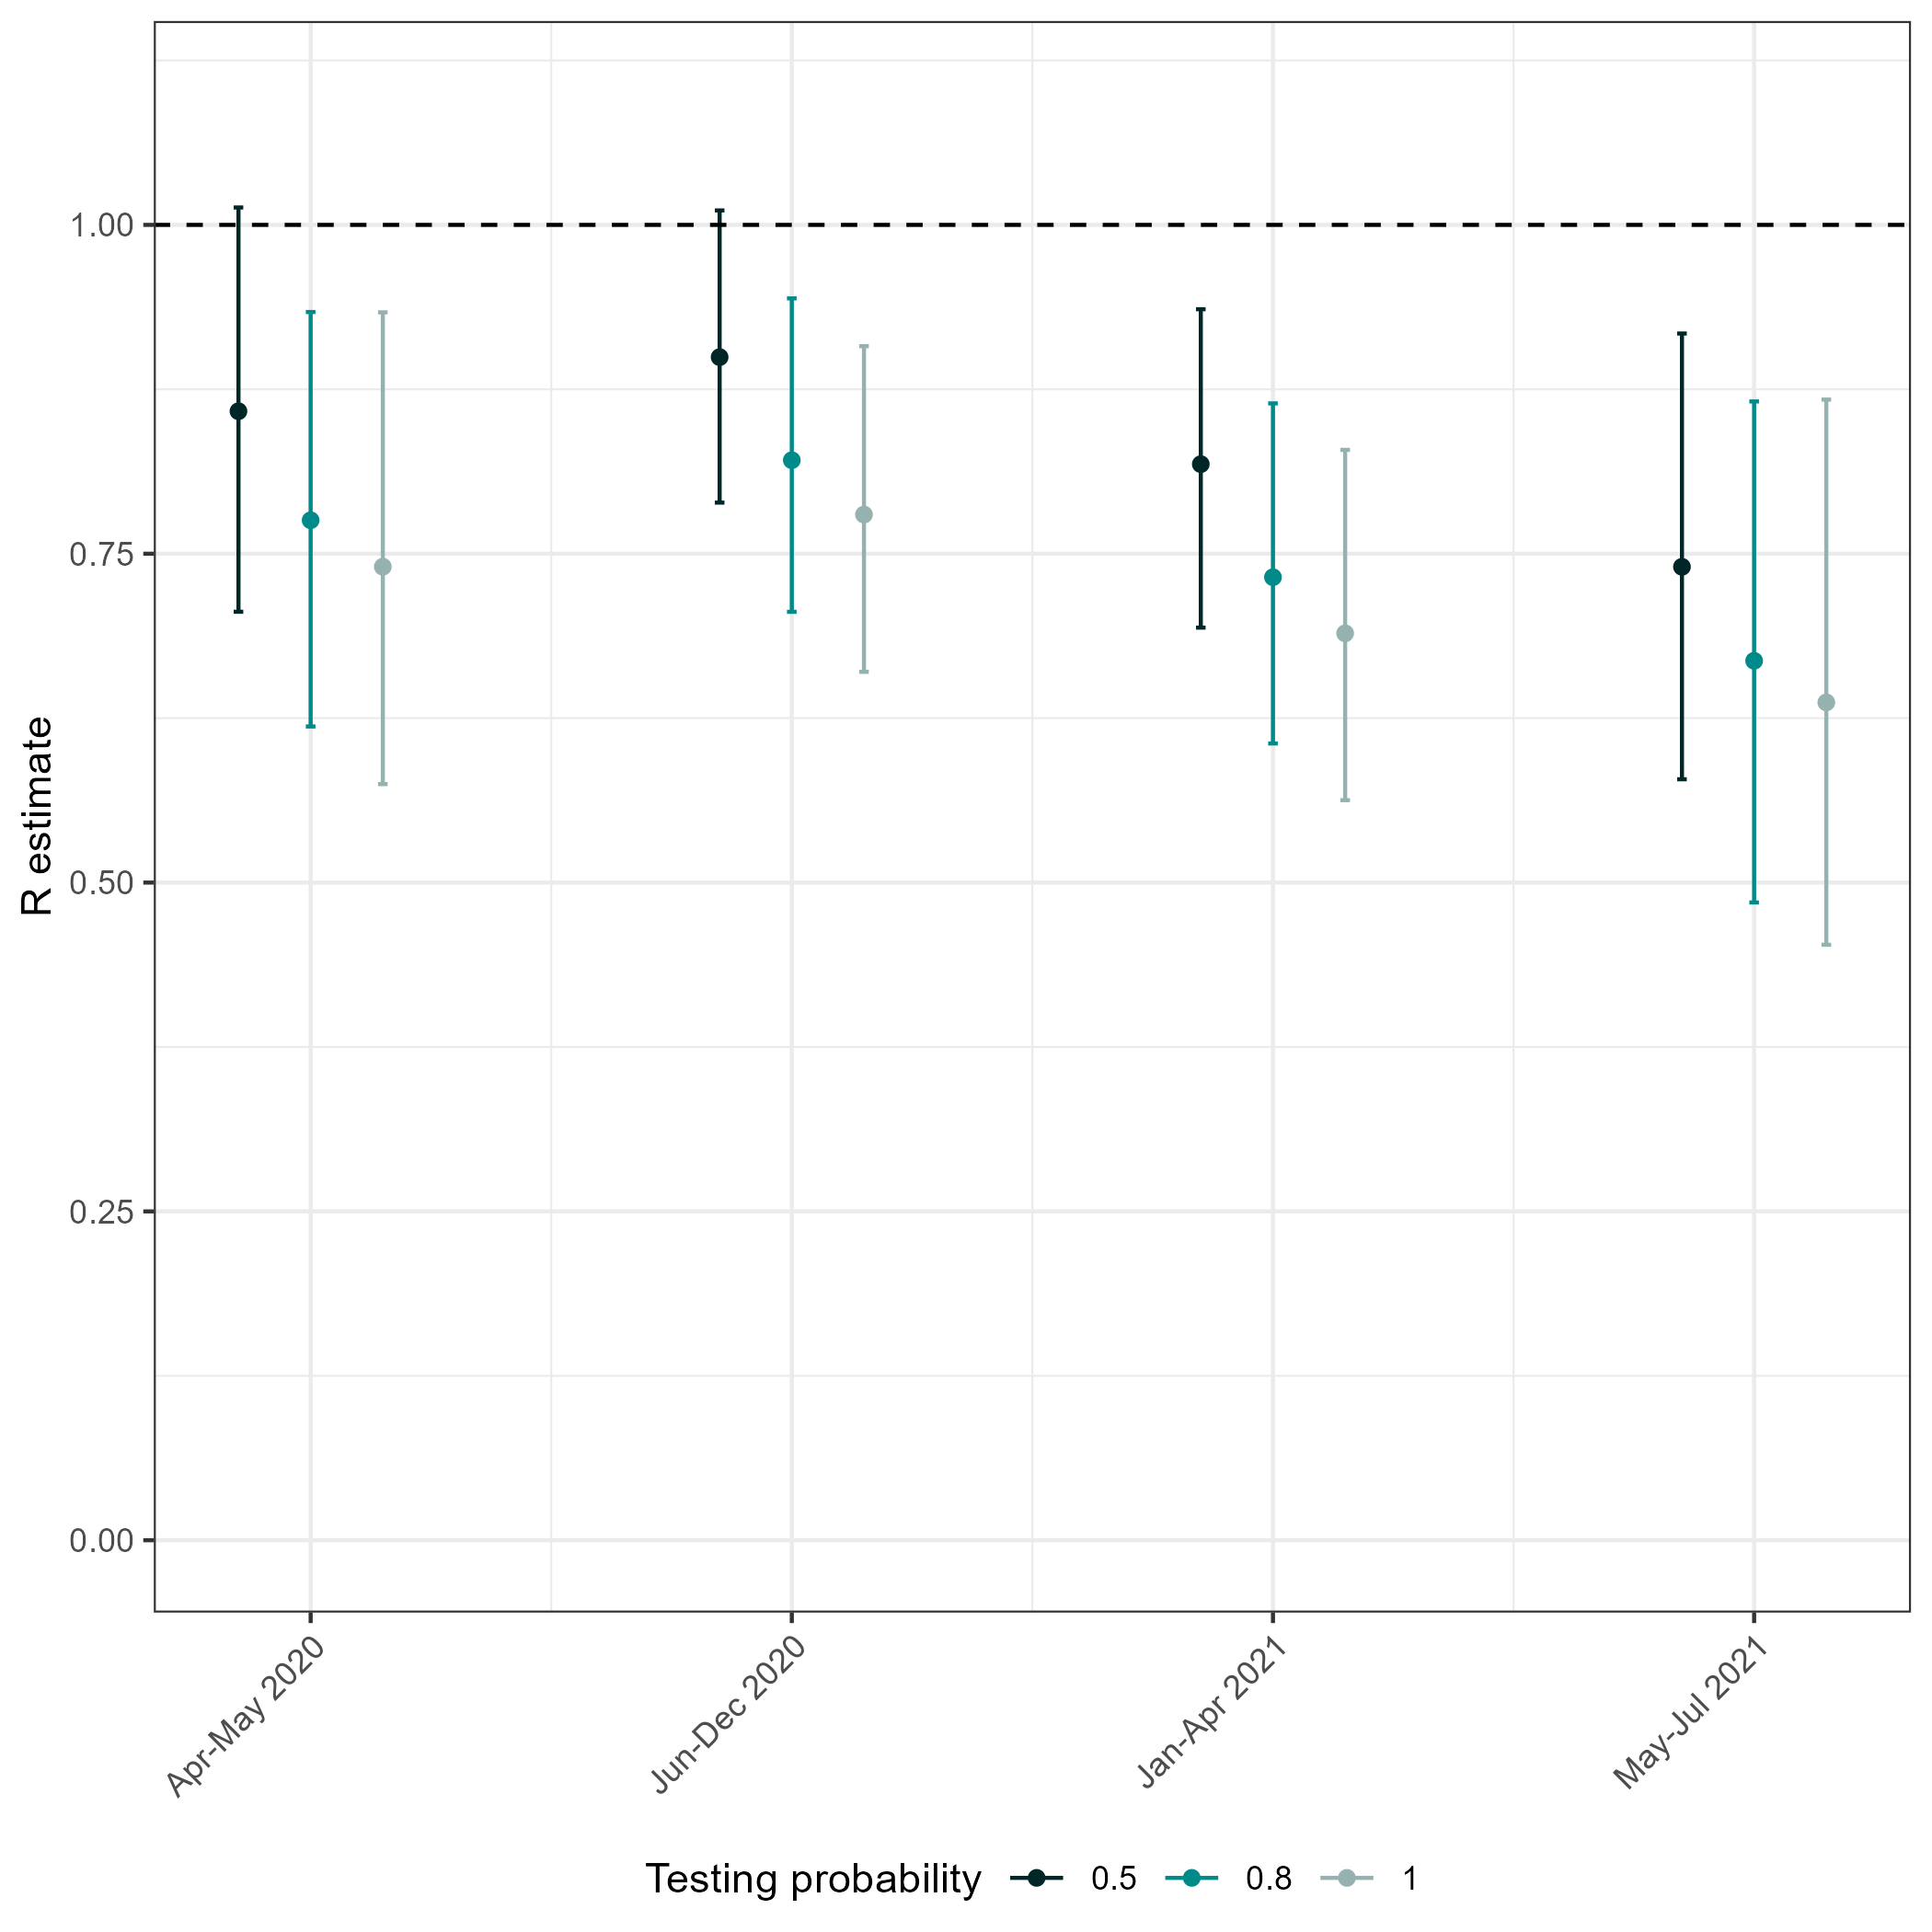 R estimate
1.00
0.75
0.50
0.25
0.00
Apr-May 2020
Jun-Dec 2020
Jan-Apr 2021
May-Jul 2021
Testing probability 0.5 0.8 1